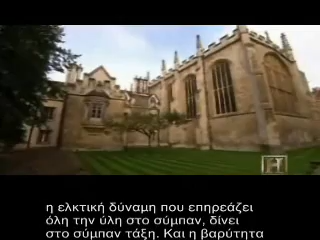 η ελκτική δύναμη που επηρεάζει
όλη την ύλη στο σύμπαν, δίνει
στο σύμπαν τάξη. Και η βαρύτητα
H